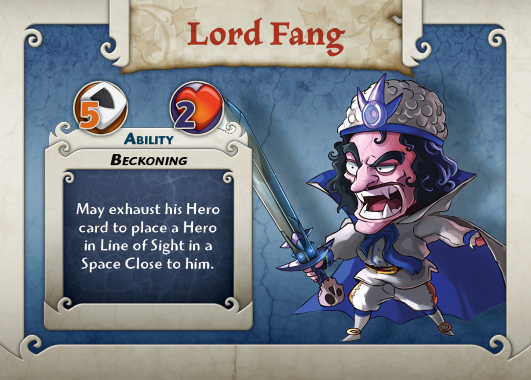 Lord Fang
5 2
Ability
Beckoning
May exhaust his Hero
card to place a Hero
in Line of Sight in a
Space Close to him.